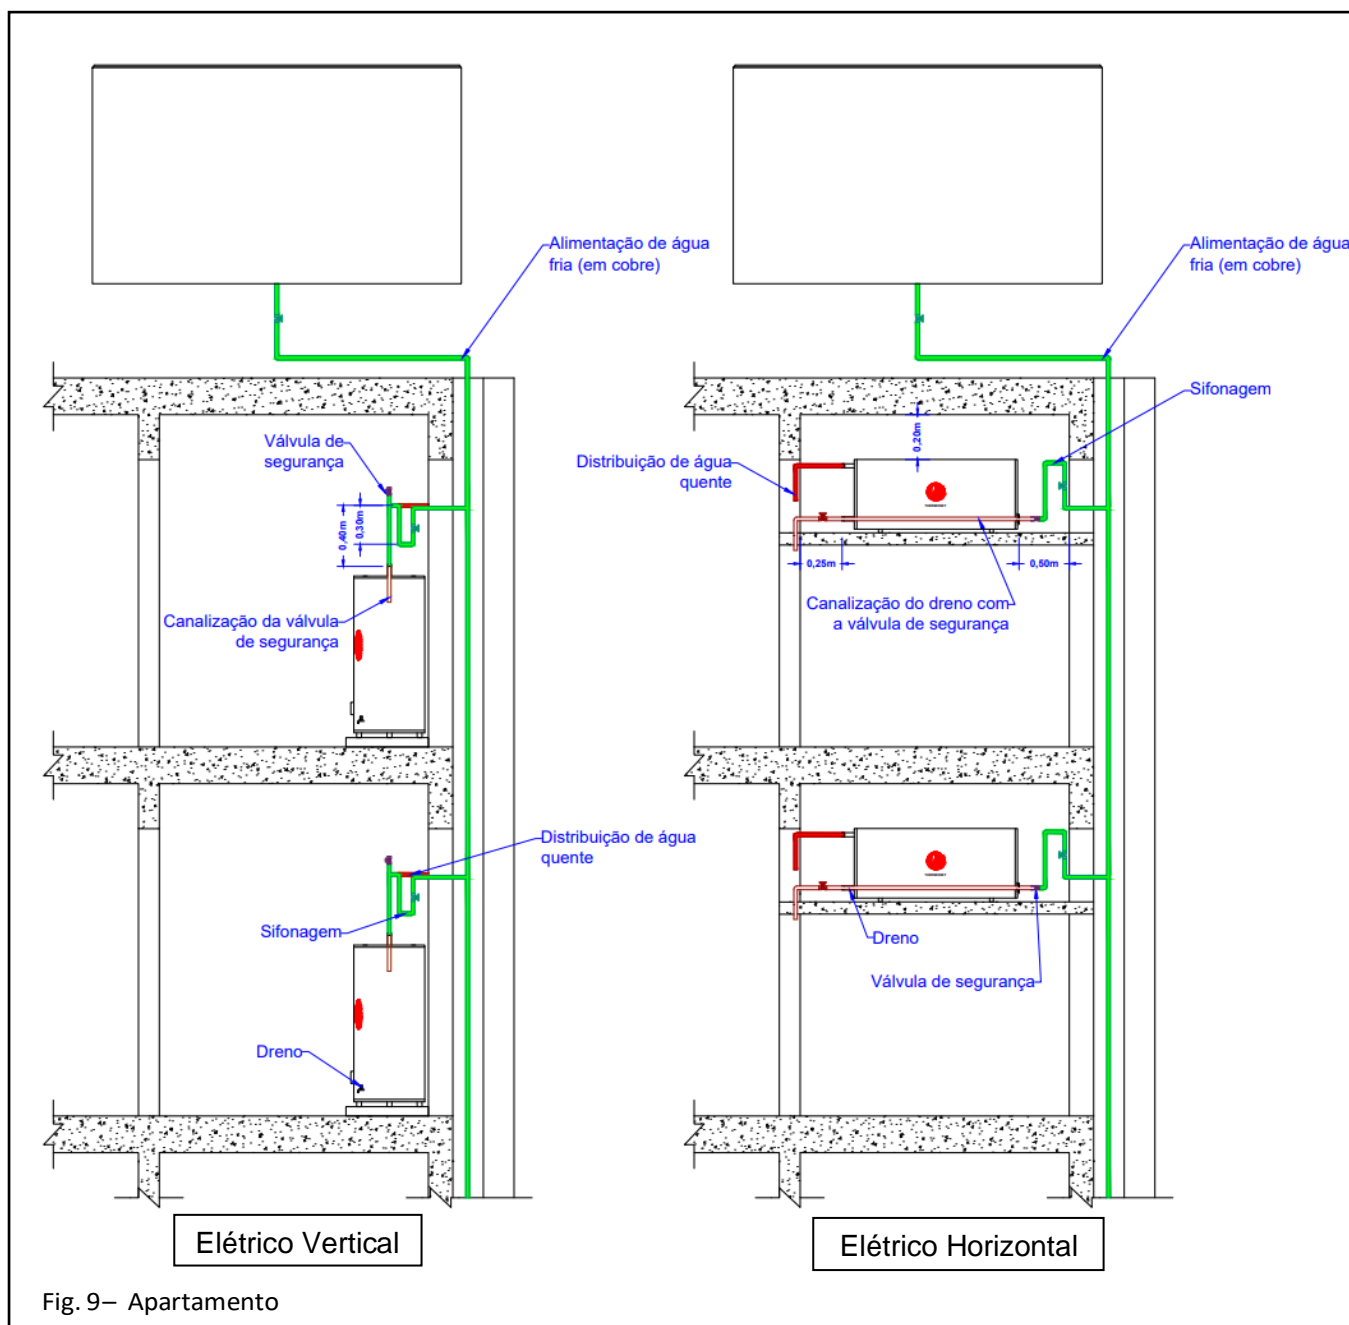 Alimentação de água
fria (em cobre)
Válvula de
segurança
0,40m
0,30m
Canalização da válvula
de segurança
Distribuição de água
quente
Sifonagem
Dreno
Elétrico Vertical
Alimentação de água
fria (em cobre)
Sifonagem
0,20m
Distribuição de água
quente
0,25m
0,50m
Canalização do dreno com
a válvula de segurança
Dreno
Válvula de segurança
Elétrico Horizontal
Fig. 9– Apartamento